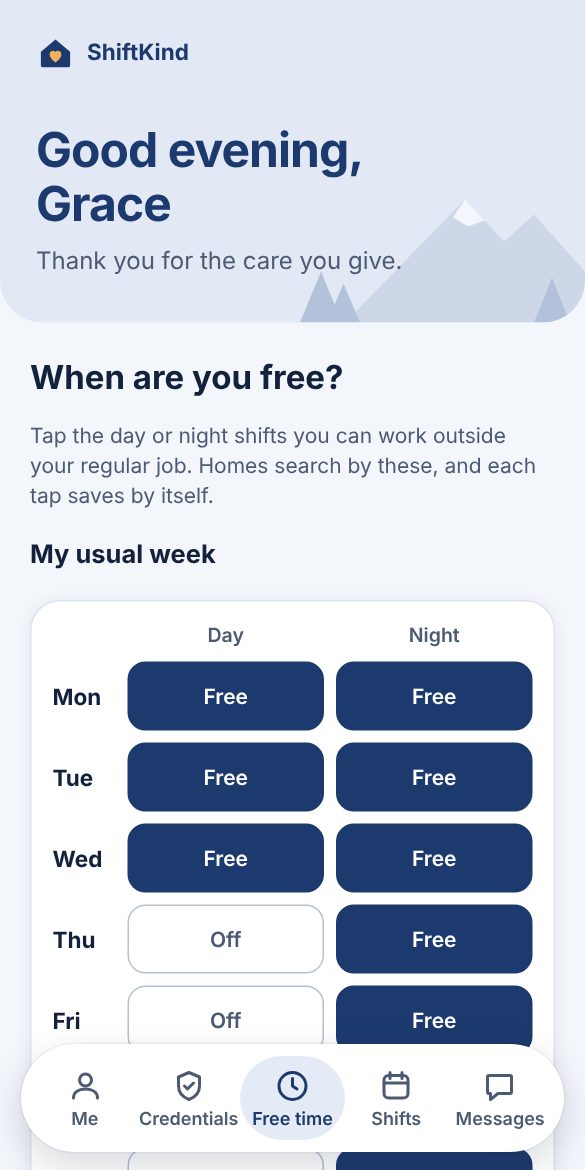 ShiftKind
Good evening,
Grace
Thank you for the care you give.
When are you free?
Tap the day or night shifts you can work outside
your regular job. Homes search by these, and each
tap saves by itself.
My usual week
Day Night
Mon Free Free
Tue Free Free
Wed Free Free
Thu Off Free
Fri Off Free
Me Credentials Free time Shifts Messages